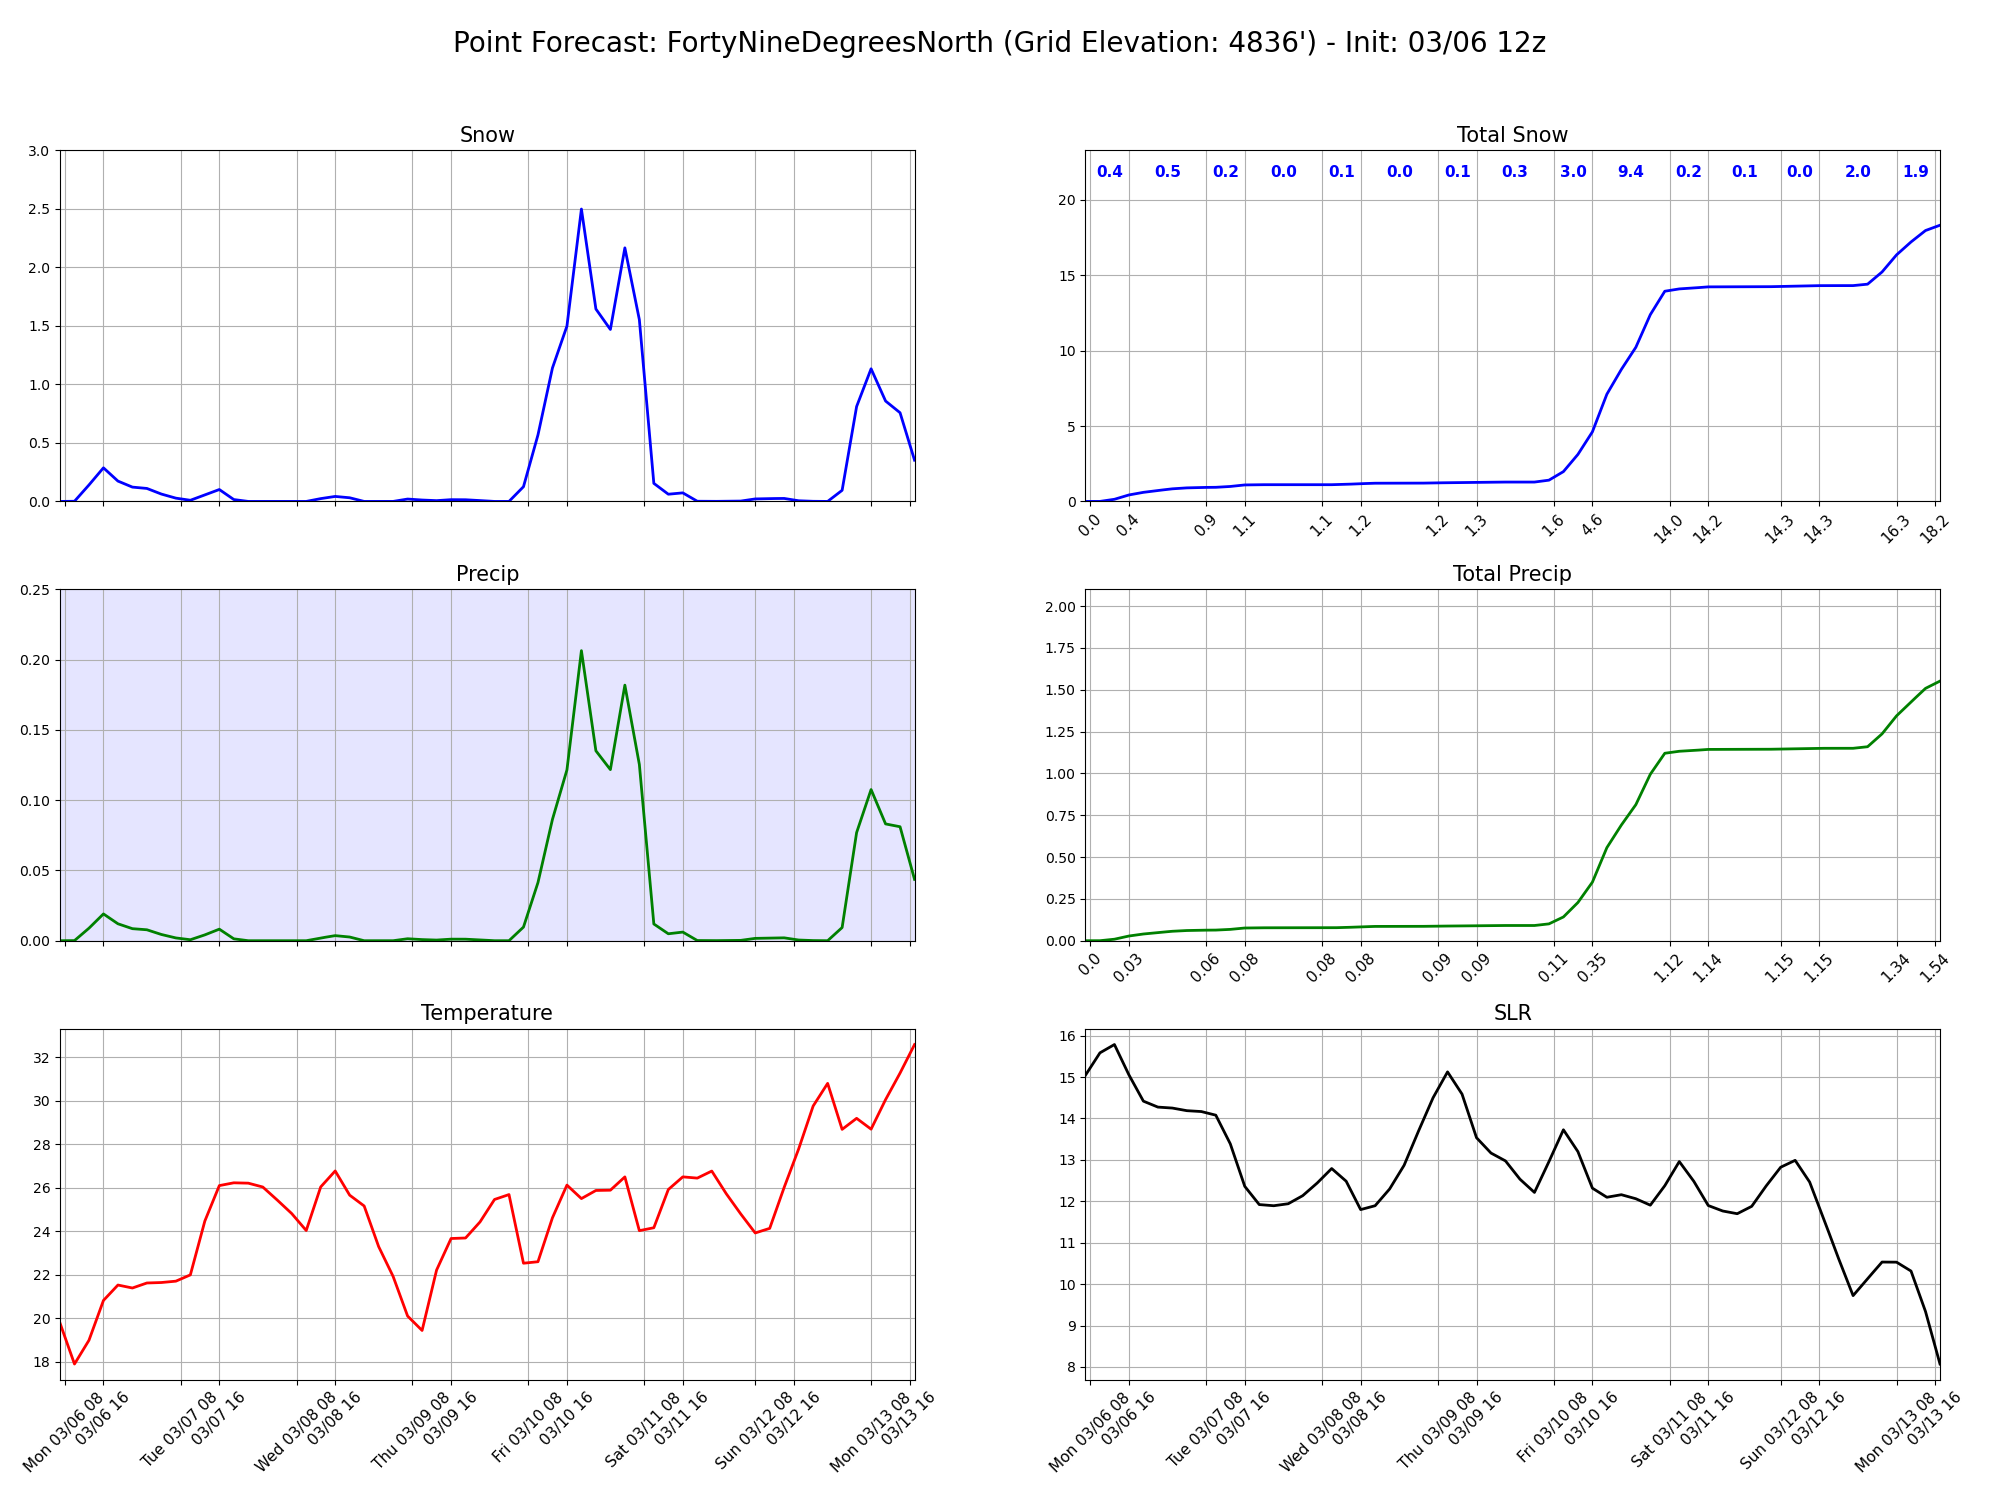 Point Forecast: FortyNineDegreesNorth (Grid Elevation: 4836') - Init: 03/06 12z
Snow
3.0
2.5
2.0
1.5
1.0
0.5
0.0
Total Snow
0.4 0.5 0.2 0.0 0.1 0.0 0.1 0.3 3.0 9.4 0.2 0.1 0.0 2.0 1.9
20
15
10
5
0
0.0 0.4 0.9 1.1 1.1 1.2 1.2 1.3 1.6 4.6 14.0 14.2 14.3 14.3 16.3 18.2
Precip
0.25
0.20
0.15
0.10
0.05
0.00
Total Precip
2.00
1.75
1.50
1.25
1.00
0.75
0.50
0.25
0.00
0.0 0.03 0.06 0.08 0.08 0.08 0.09 0.09 0.11 0.35 1.12 1.14 1.15 1.15 1.34 1.54
Temperature
32
30
28
26
24
22
20
18
Mon 03/06 08
03/06 16
Tue 03/07 08
03/07 16
Wed 03/08 08
03/08 16
Thu 03/09 08
03/09 16
Fri 03/10 08
03/10 16
Sat 03/11 08
03/11 16
Sun 03/12 08
03/12 16
Mon 03/13 08
03/13 16
SLR
16
15
14
13
12
11
10
9
8
Mon 03/06 08
03/06 16
Tue 03/07 08
03/07 16
Wed 03/08 08
03/08 16
Thu 03/09 08
03/09 16
Fri 03/10 08
03/10 16
Sat 03/11 08
03/11 16
Sun 03/12 08
03/12 16
Mon 03/13 08
03/13 16